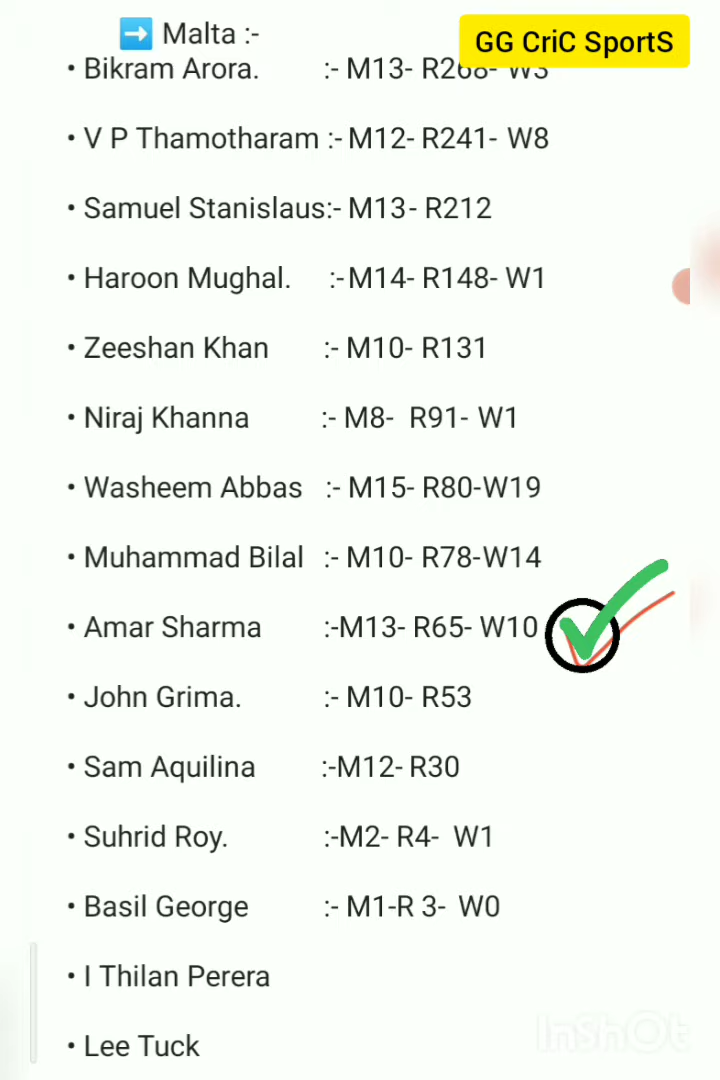 ➡️ Malta :-
GG CriC SportS
• Bikram Arora. :- M13- R268- W3
• V P Thamotharam :- M12- R241- W8
• Samuel Stanislaus:- M13- R212
• Haroon Mughal. :-M14- R148- W1
• Zeeshan Khan :- M10- R131
• Niraj Khanna :- M8- R91- W1
• Washeem Abbas :- M15- R80-W19
• Muhammad Bilal :- M10- R78-W14
• Amar Sharma :-M13- R65- W10
• John Grima. :- M10- R53
• Sam Aquilina :-M12- R30
• Suhrid Roy. :-M2- R4- W1
• Basil George :- M1-R 3- W0
• I Thilan Perera
• Lee Tuck
InShOt